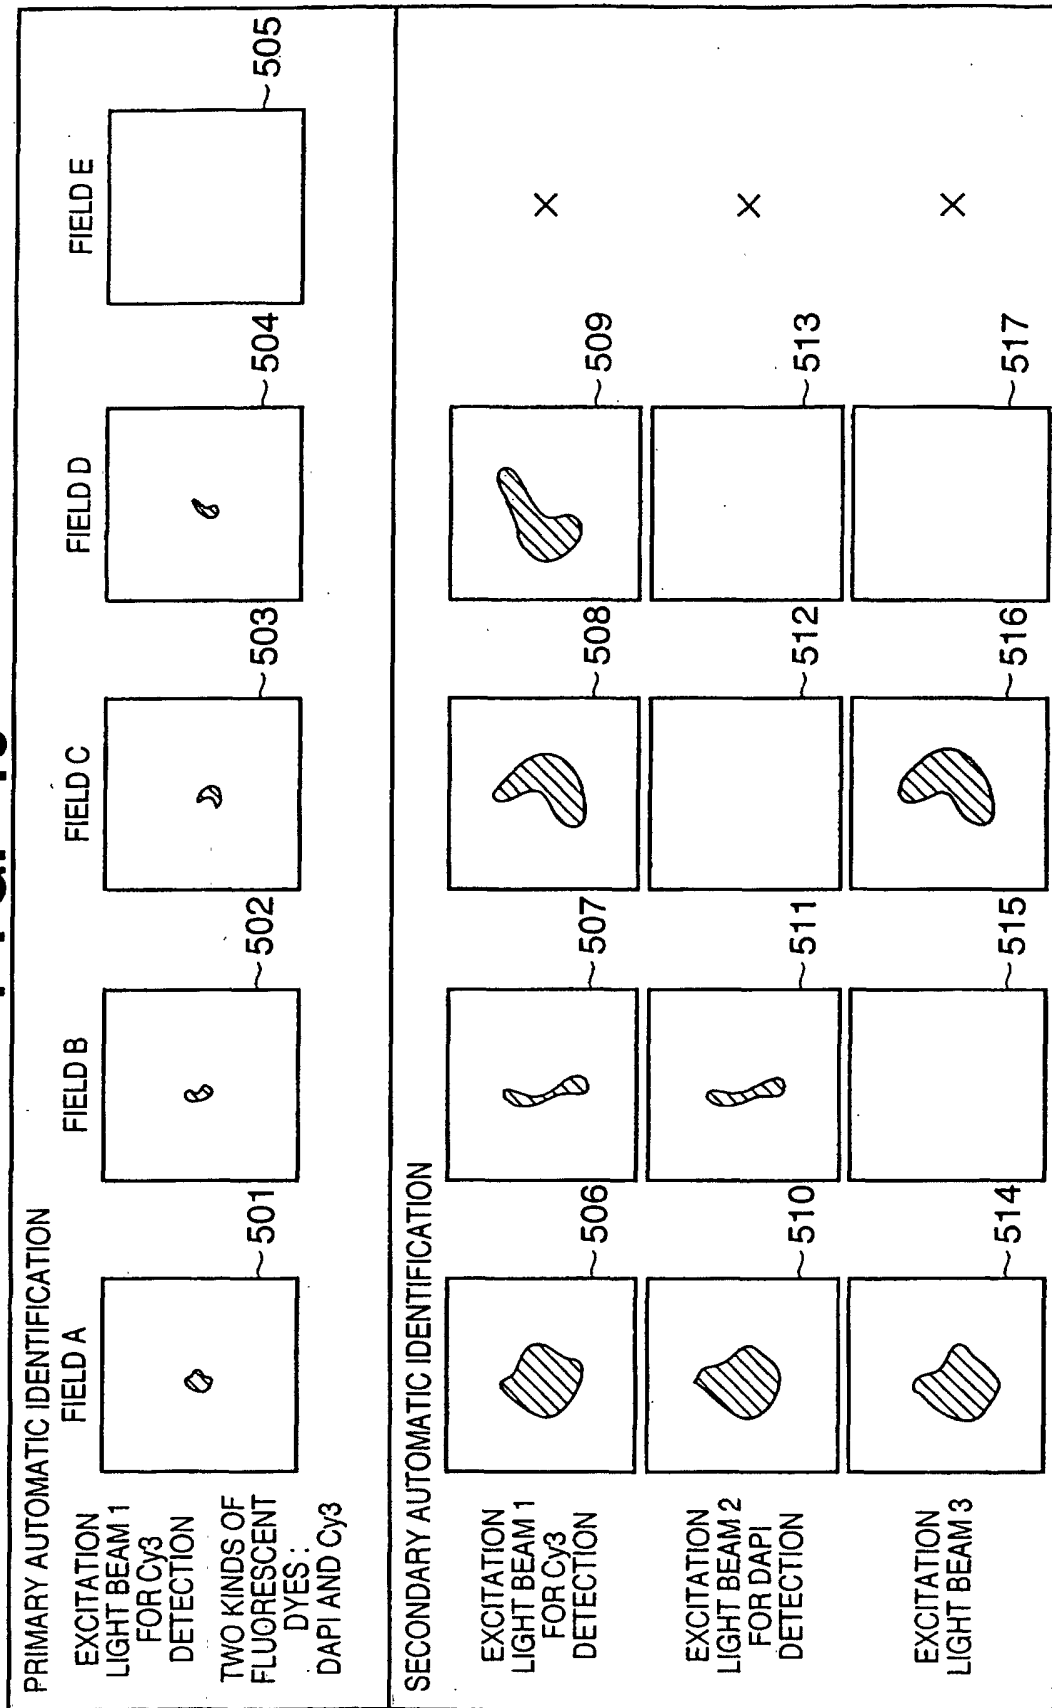 PRIMARY AUTOMATIC IDENTIFICATION
FIELD A
FIELD B
FIELD C
FIELD D
FIELD E
EXCITATION
LIGHT BEAM 1
FOR Cy3
DETECTION
TWO KINDS OF
FLUORESCENT
DYES :
DAPI AND Cy3
501
502
503
504
505
SECONDARY AUTOMATIC IDENTIFICATION
EXCITATION
LIGHT BEAM 1
FOR Cy3
DETECTION
506
507
508
509
×
EXCITATION
LIGHT BEAM 2
FOR DAPI
DETECTION
510
511
512
513
×
EXCITATION
LIGHT BEAM 3
514
515
516
517
×